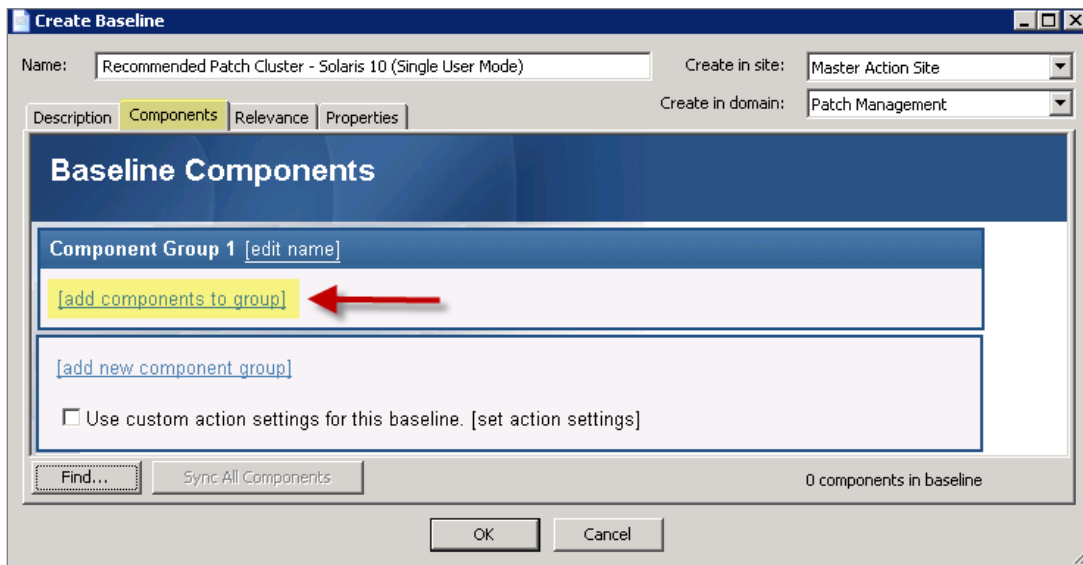 Create Baseline
Name: Recommended Patch Cluster - Solaris 10 (Single User Mode) Create in site: Master Action Site
Create in domain: Patch Management
Description Components Relevance Properties
Baseline Components
Component Group 1 [edit name]
[add components to group]
[add new component group]
Use custom action settings for this baseline. [set action settings]
Find... Sync All Components 0 components in baseline
OK Cancel